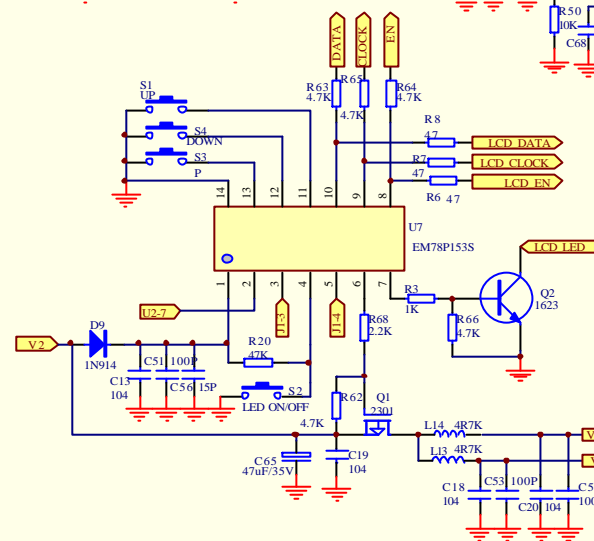 R50
10K
C68
DATA
CLOCK
EN
R63
4.7K
R65
4.7K
R64
4.7K
S1
UP
S4
DOWN
S3
P
R8
47
LCD_DATA
R7
47
LCD_CLOCK
R6 47
LCD_EN
14
13
12
11
10
9
8
U7
EM78P153S
LCD_LED
1
2
3
4
5
6
7
U2-7
J1-3
J1-4
R3
1K
Q2
1623
R66
4.7K
R68
2.2K
V2
D9
1N914
R20
47K
C51 100P
C13
104
C56 15P
S2
LED ON/OFF
R62
4.7K
Q1
2301
L14 4R7K
L13 4R7K
C65
47uF/35V
C19
104
C18
104
C53 100P
C20 104